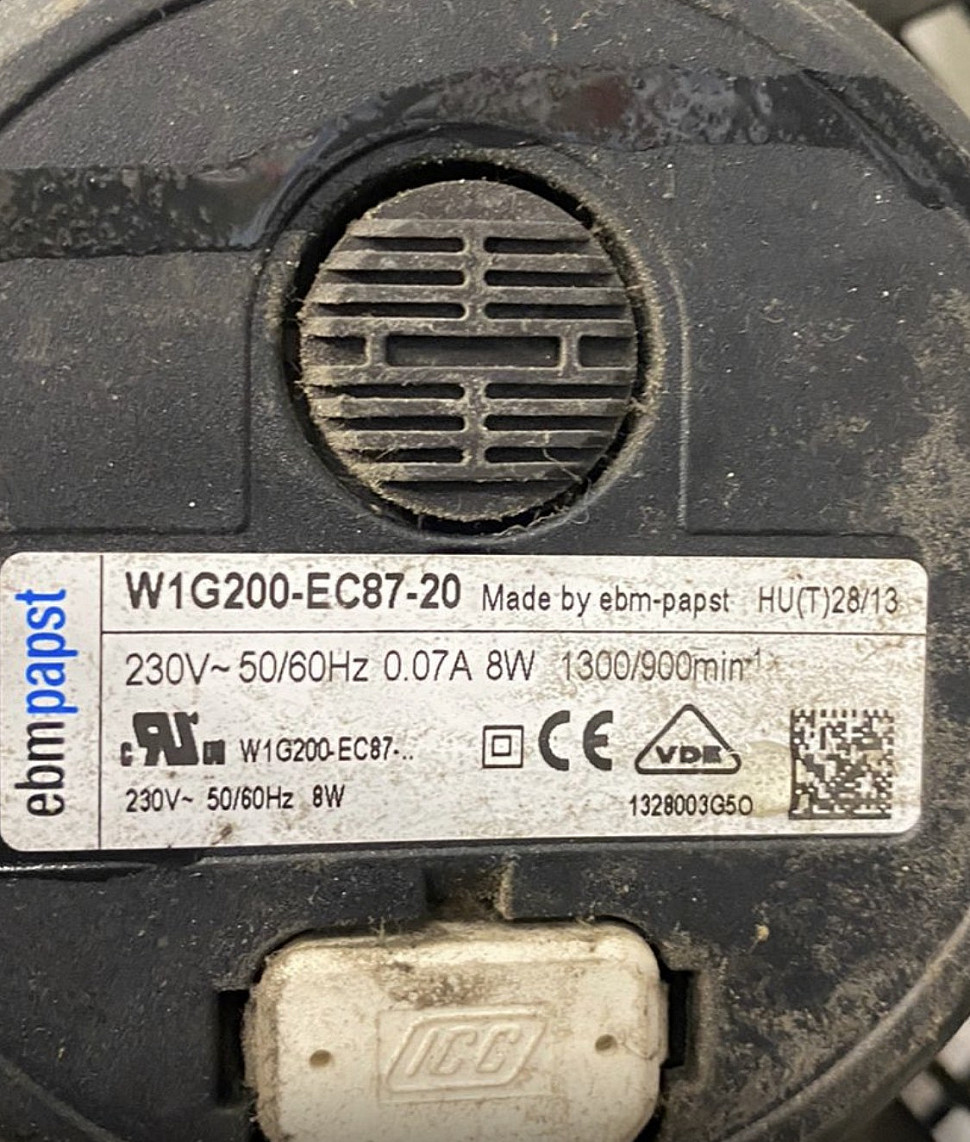 ebmpapst
W1G200-EC87-20 Made by ebm-papst HU(T)28/13
230V~ 50/60Hz 0.07A 8W 1300/900min⁻¹
W1G200-EC87-..
CE
VDE
230V~ 50/60Hz 8W
1328003G50
ICC